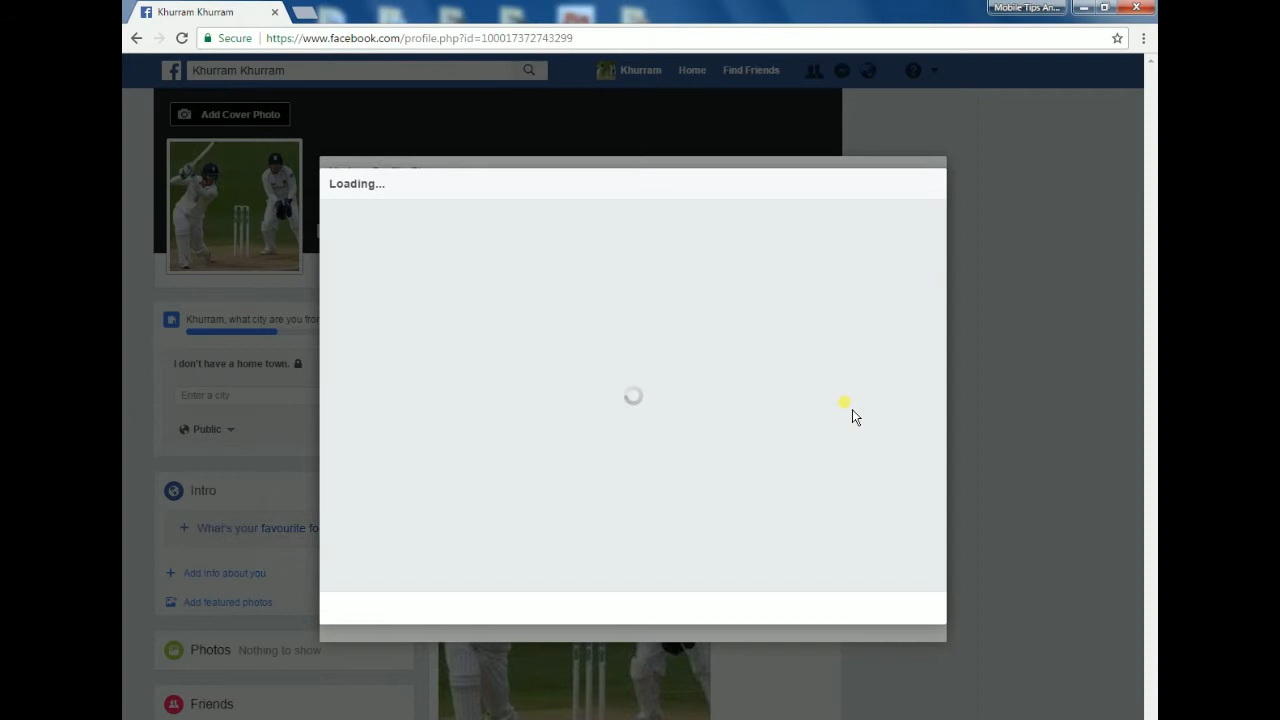 Khurram Khurram
Mobile Tips An...
Secure
https://www.facebook.com/profile.php?id=100017372743299
Khurram Khurram
Khurram
Home
Find Friends
Add Cover Photo
Loading...
Khurram, what city are you from
I don't have a home town.
Enter a city
Public
Intro
+ What's your favourite fo
+ Add info about you
Add featured photos
Photos Nothing to show
Friends